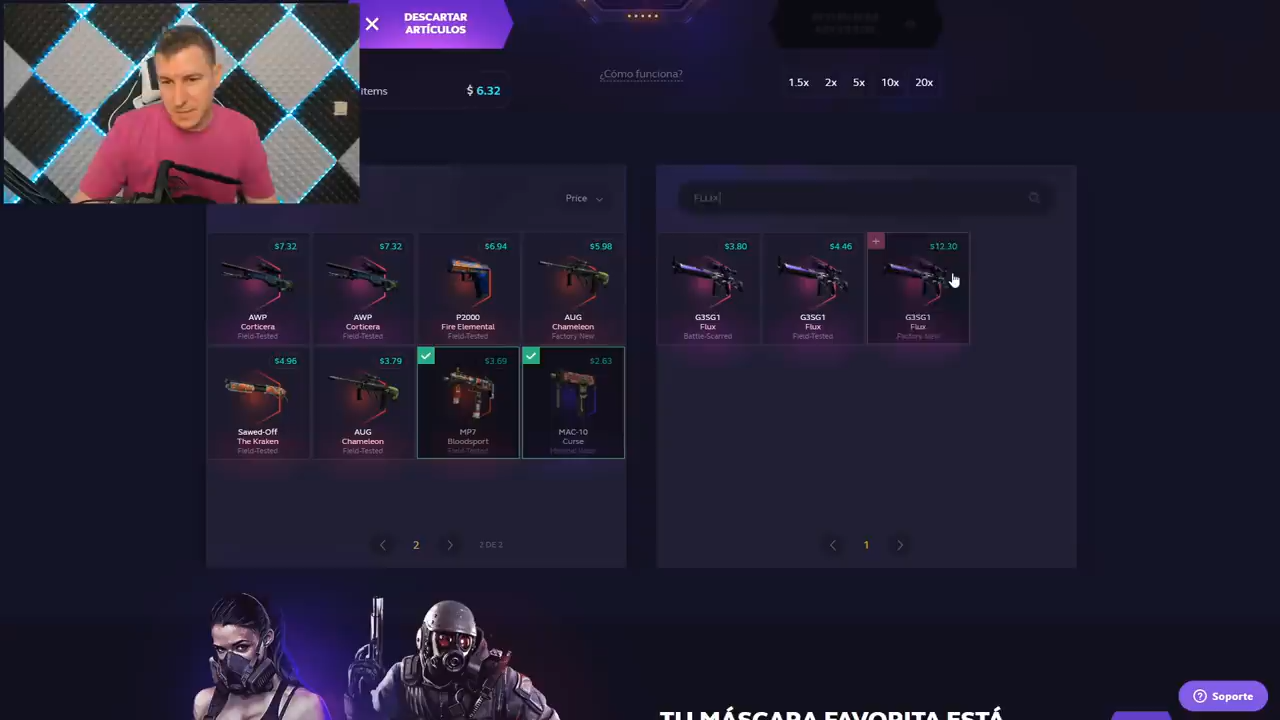 DESCARTAR
ARTÍCULOS
items
$ 6.32
¿Cómo funciona?
1.5x 2x 5x 10x 20x
Price
FLUX
$7.32
AWP
Corticera
Field-Tested
$7.32
AWP
Corticera
Field-Tested
$6.94
P2000
Fire Elemental
Field-Tested
$5.98
AUG
Chameleon
Factory New
$4.96
Sawed-Off
The Kraken
Field-Tested
$3.79
AUG
Chameleon
Field-Tested
$3.69
MP7
Bloodsport
Field-Tested
$2.63
MAC-10
Curse
Minimal Wear
2
2 DE 2
$3.80
G3SG1
Flux
Battle-Scarred
$4.46
G3SG1
Flux
Field-Tested
$12.30
G3SG1
Flux
Factory New
1
TU MÁSCARA FAVORITA ESTÁ
Soporte